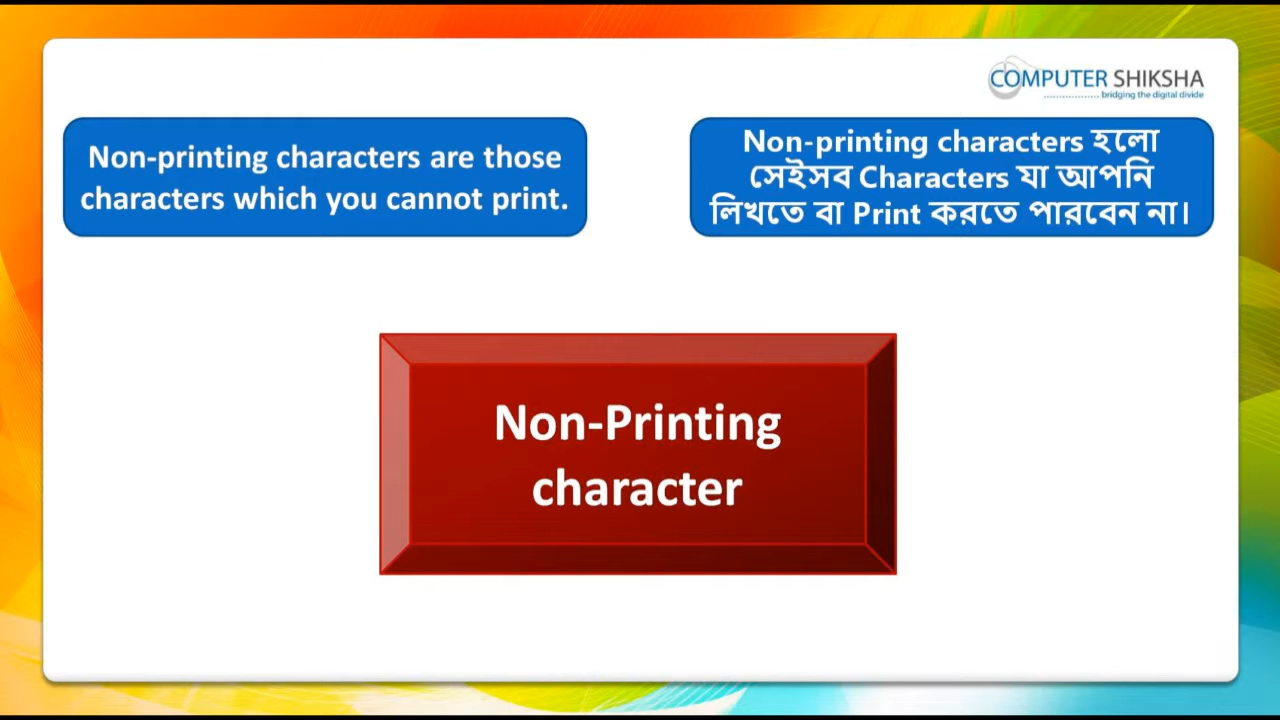 COMPUTER SHIKSHA
bridging the digital divide
Non-printing characters are those
characters which you cannot print.
Non-printing characters হলো
সেইসব Characters যা আপনি
লিখতে বা Print করতে পারবেন না।
Non-Printing
character